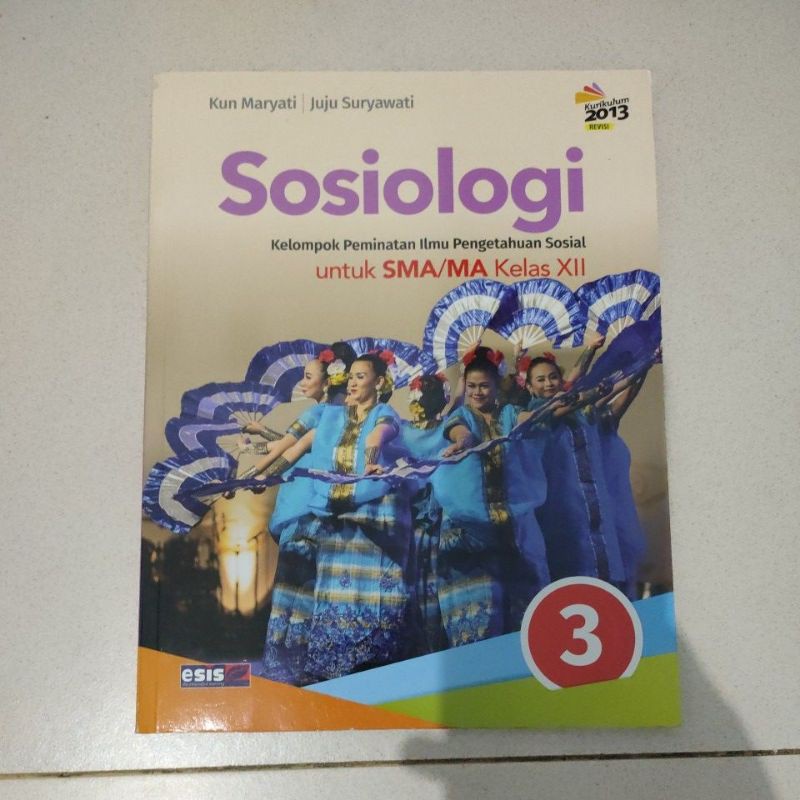 Kun Maryati | Juju Suryawati
Kurikulum
2013
REVISI
Sosiologi
Kelompok Peminatan Ilmu Pengetahuan Sosial
untuk SMA/MA Kelas XII
3
esis